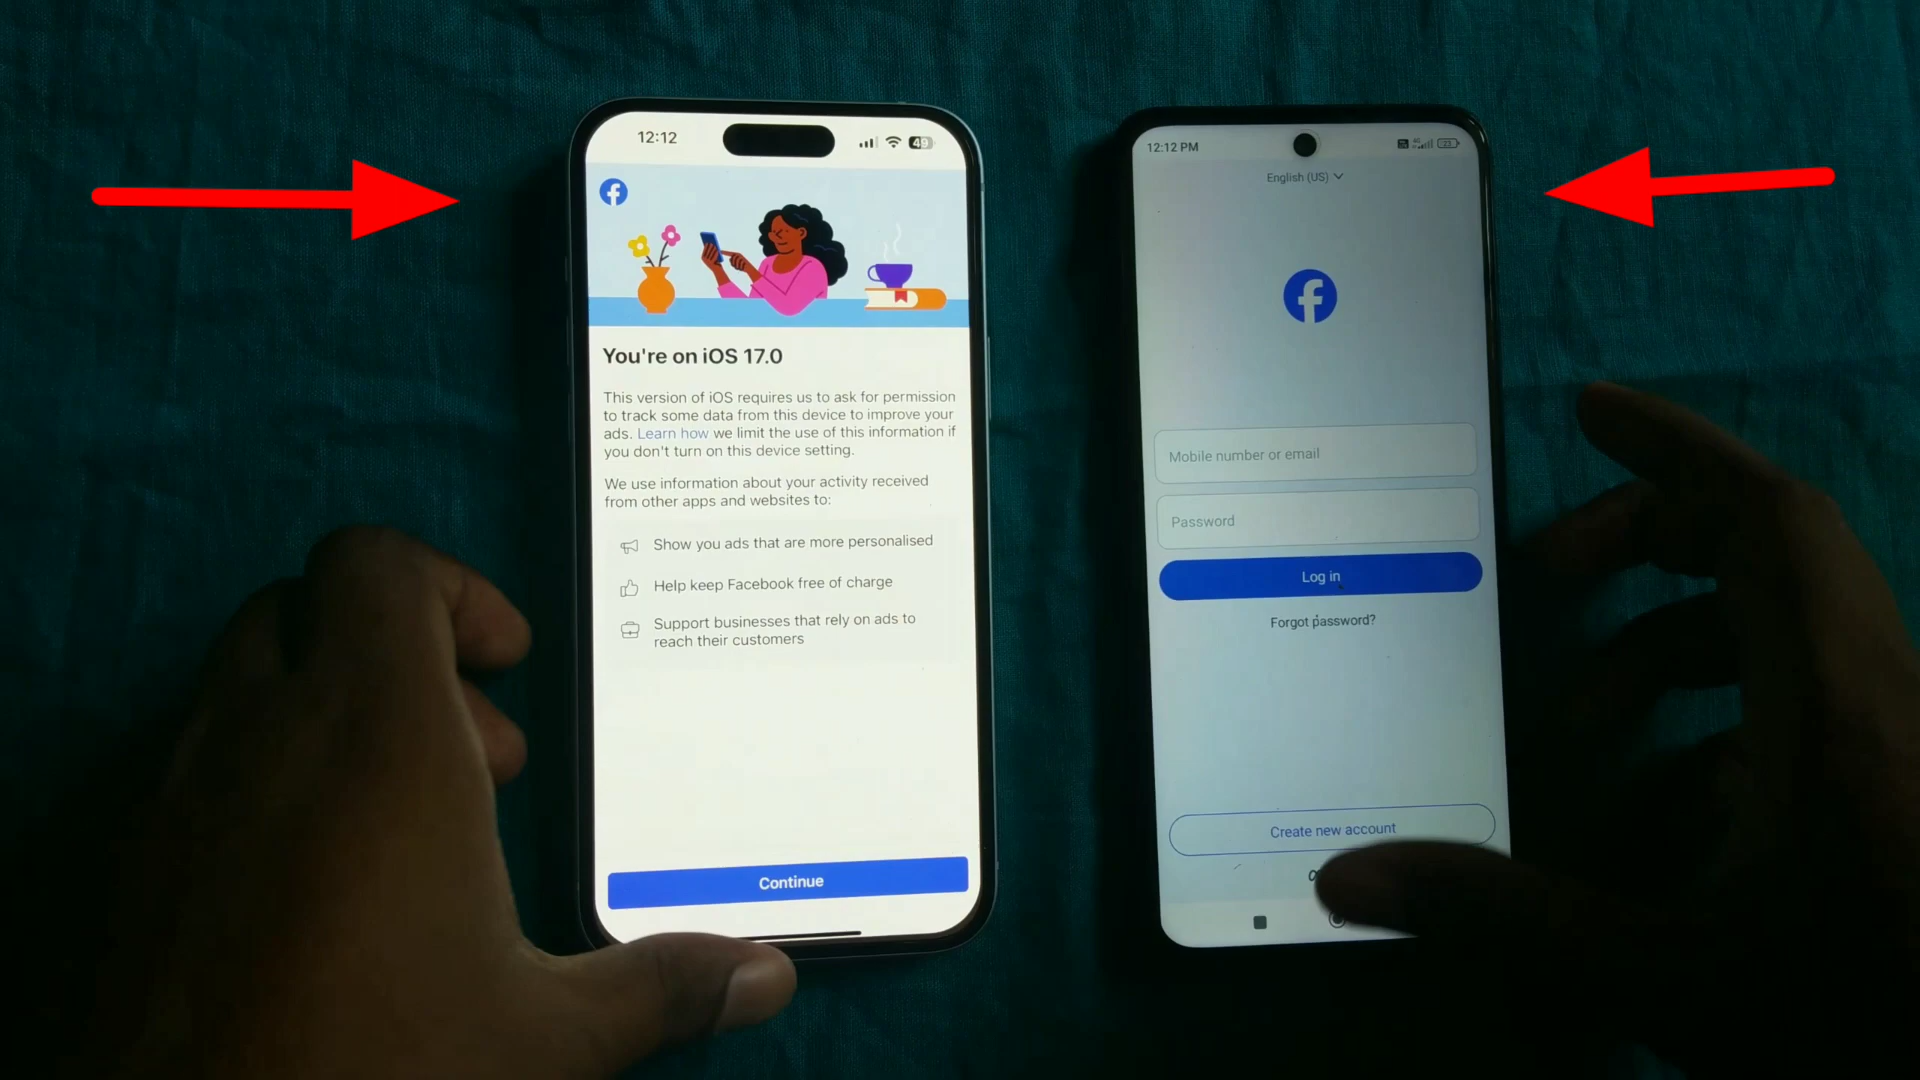 12:12
49
You're on iOS 17.0
This version of iOS requires us to ask for permission
to track some data from this device to improve your
ads. Learn how we limit the use of this information if
you don't turn on this device setting.
We use information about your activity received
from other apps and websites to:
Show you ads that are more personalised
Help keep Facebook free of charge
Support businesses that rely on ads to
reach their customers
Continue
12:12 PM
23
English (US)
Mobile number or email
Password
Log in
Forgot password?
Create new account